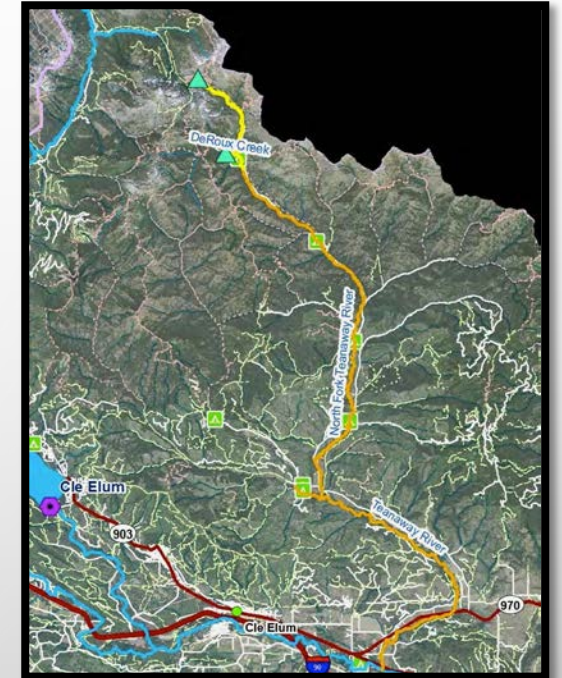 DeRoux Creek
North Fork Teanaway River
Cle Elum
903
Teanaway River
970
Cle Elum
90